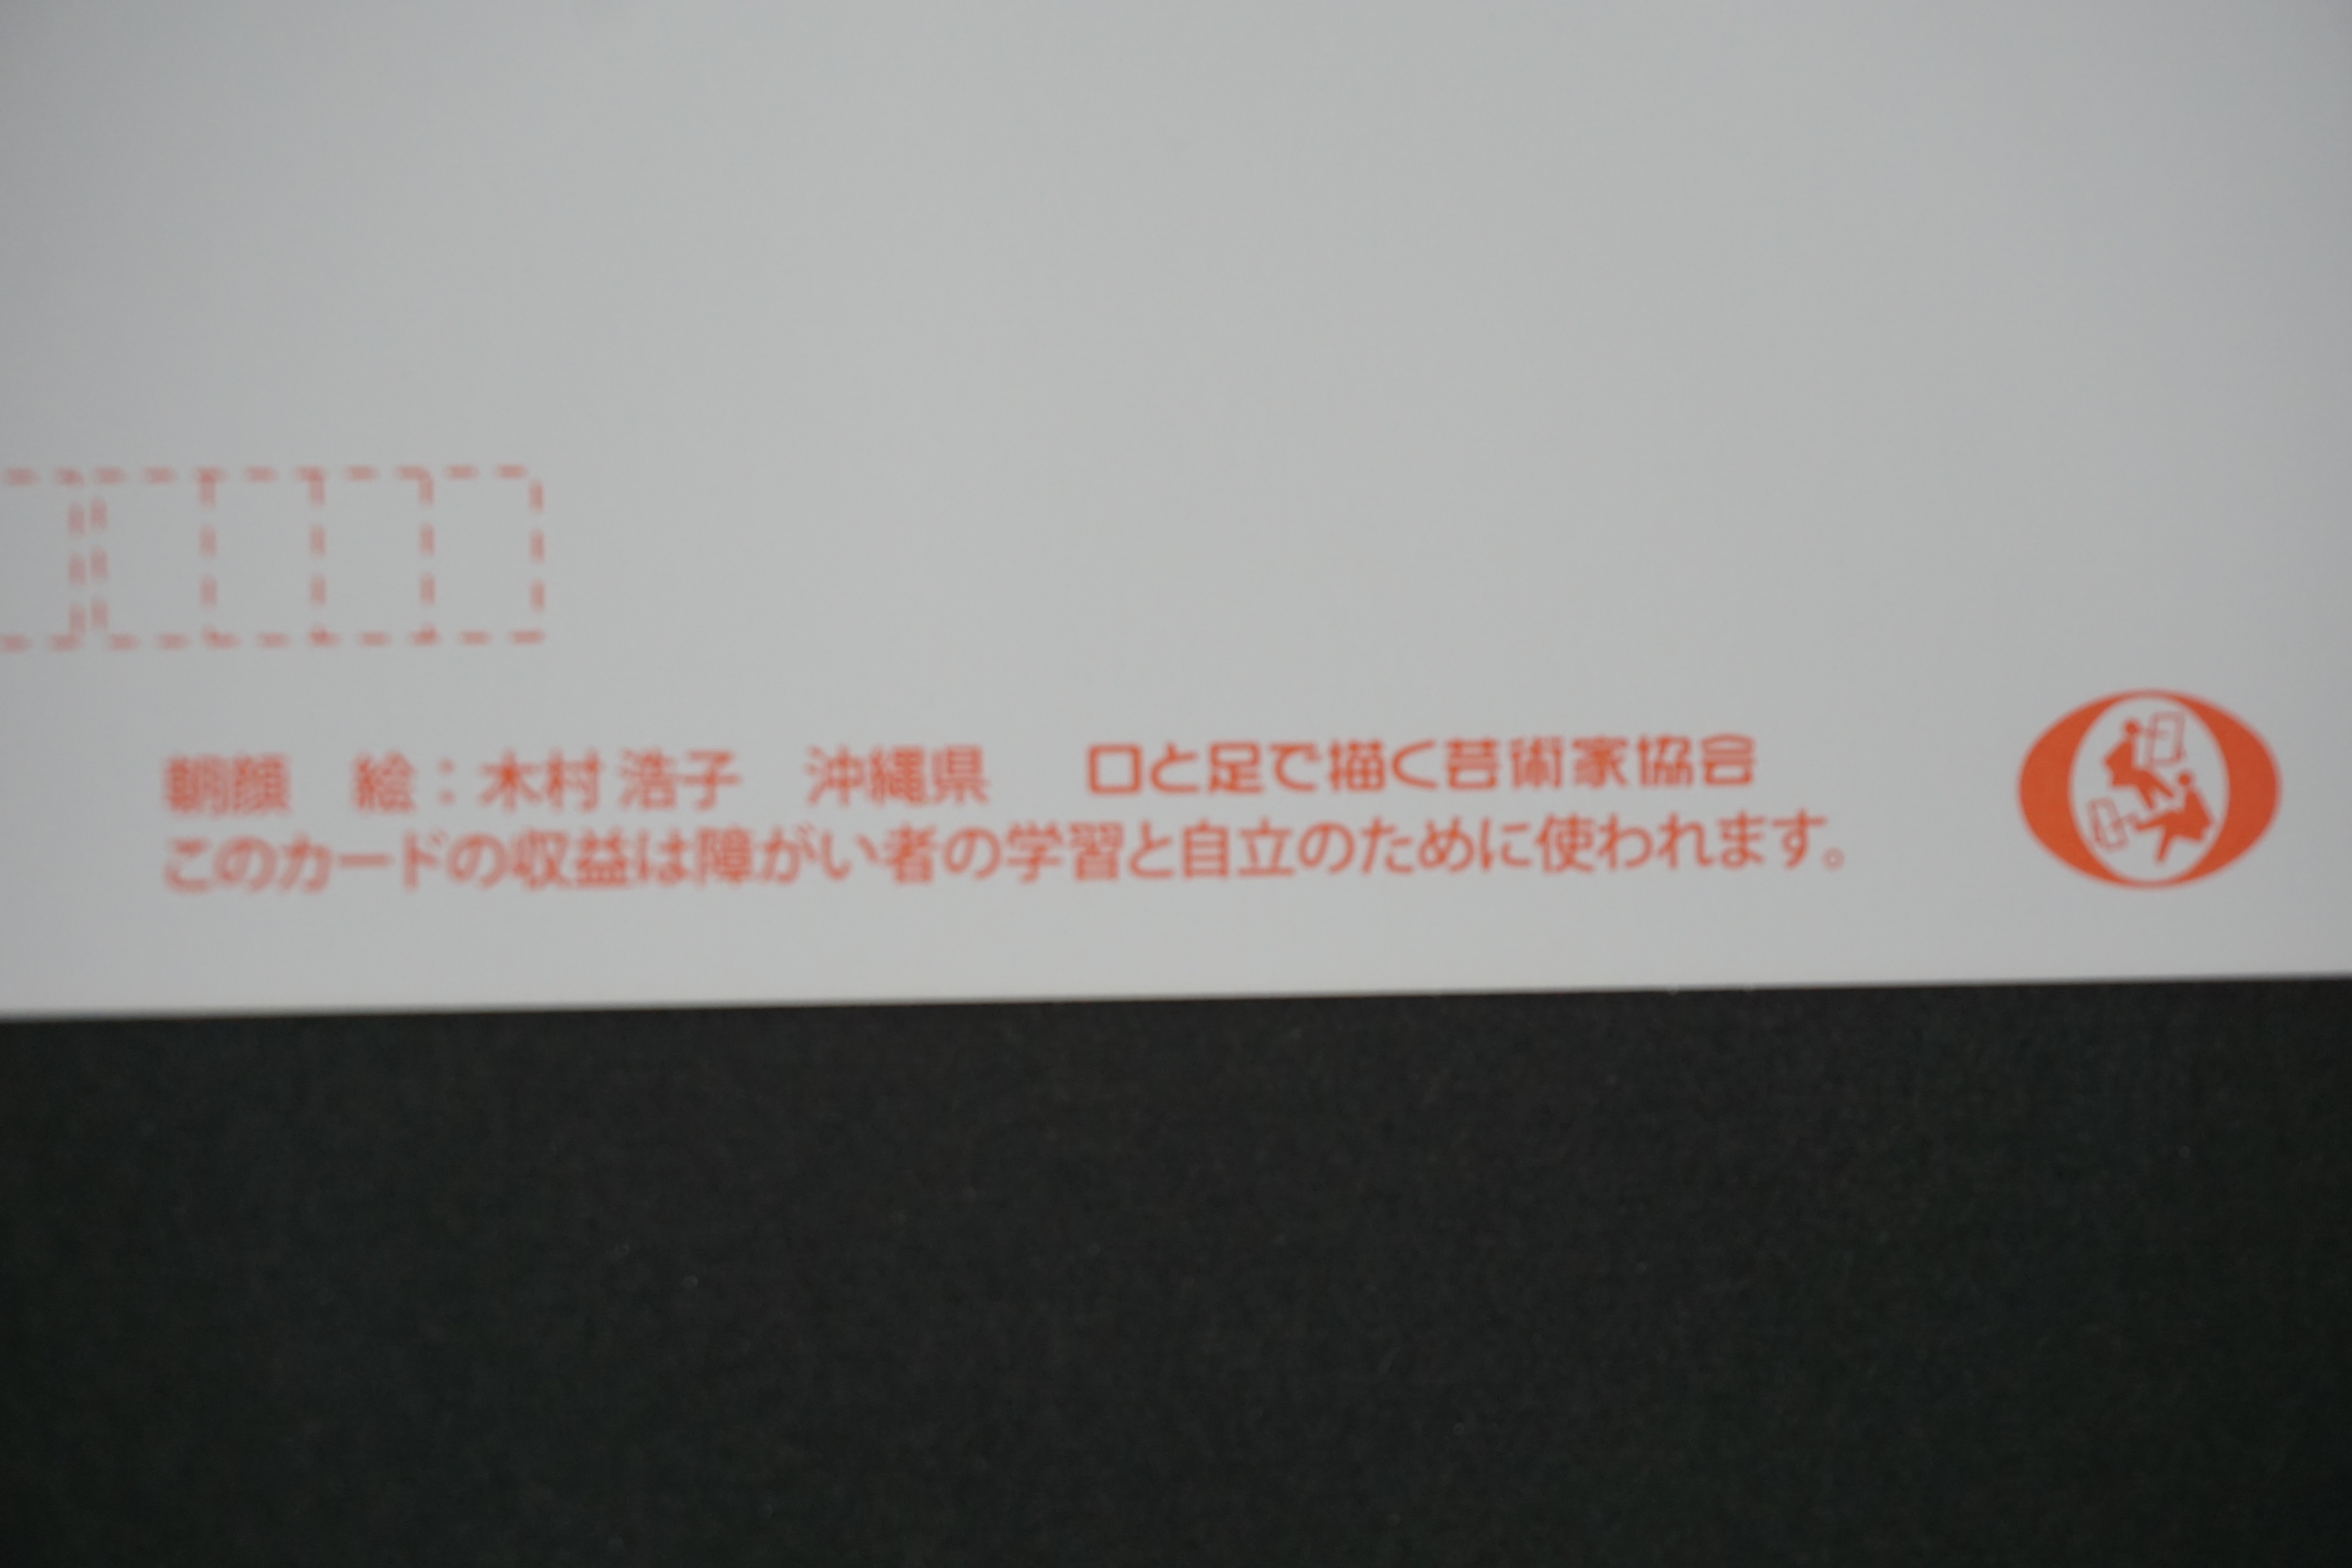 朝顔　絵：木村 浩子　沖縄県　口と足で描く芸術家協会
このカードの収益は障がい者の学習と自立のために使われます。